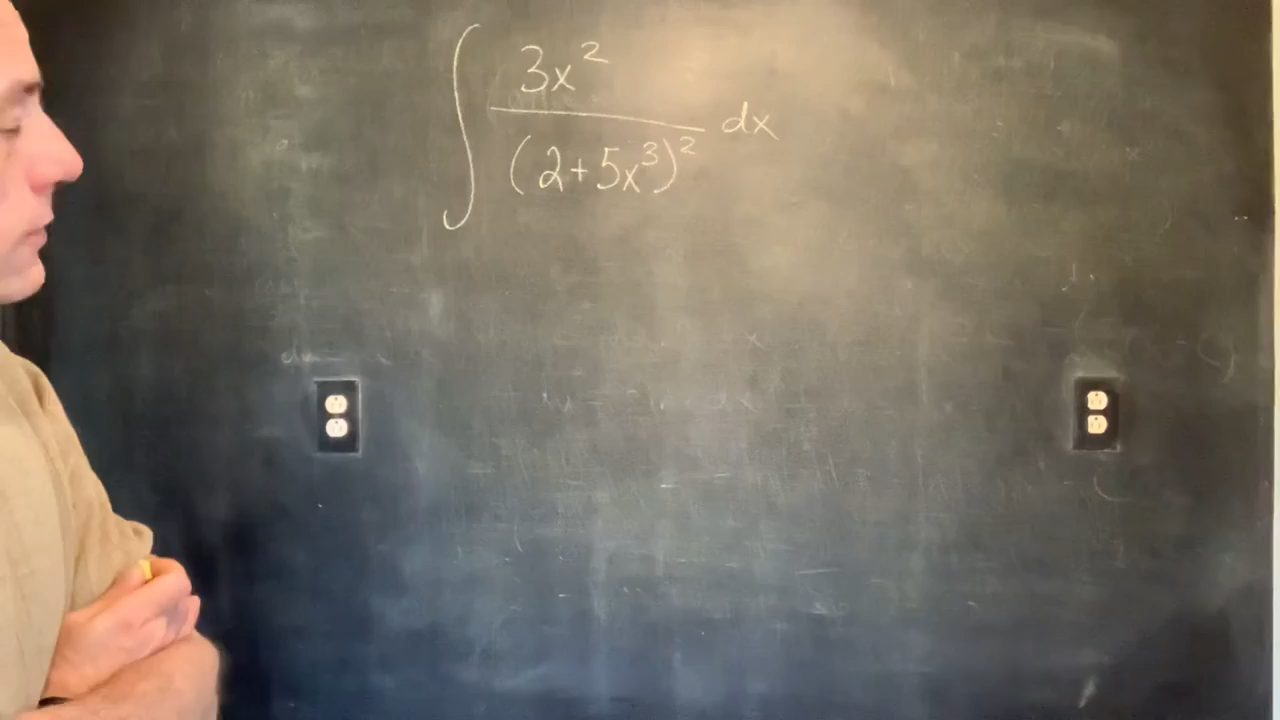 ∫ 3x² / (2+5x³)² dx